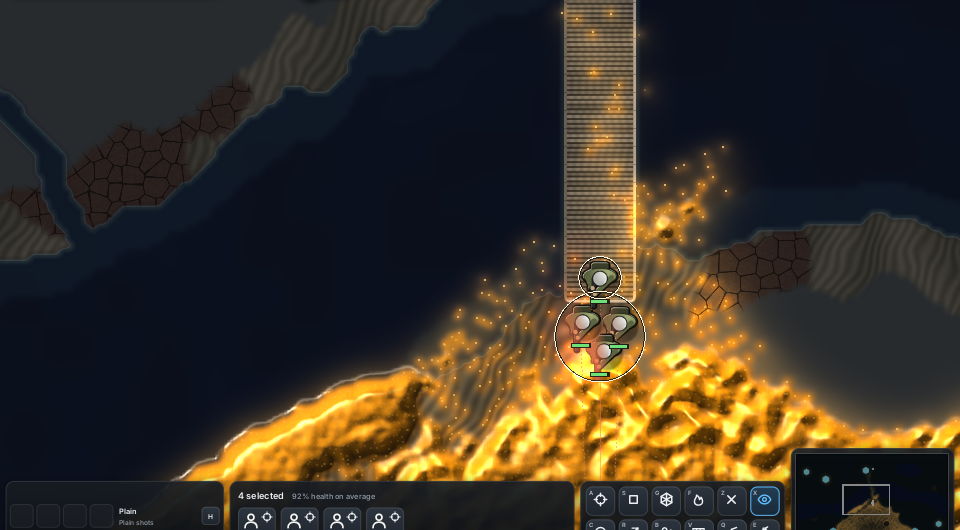 Plain
Plain shots
H
4 selected 92% health on average
A S G F Z X
C R B V E